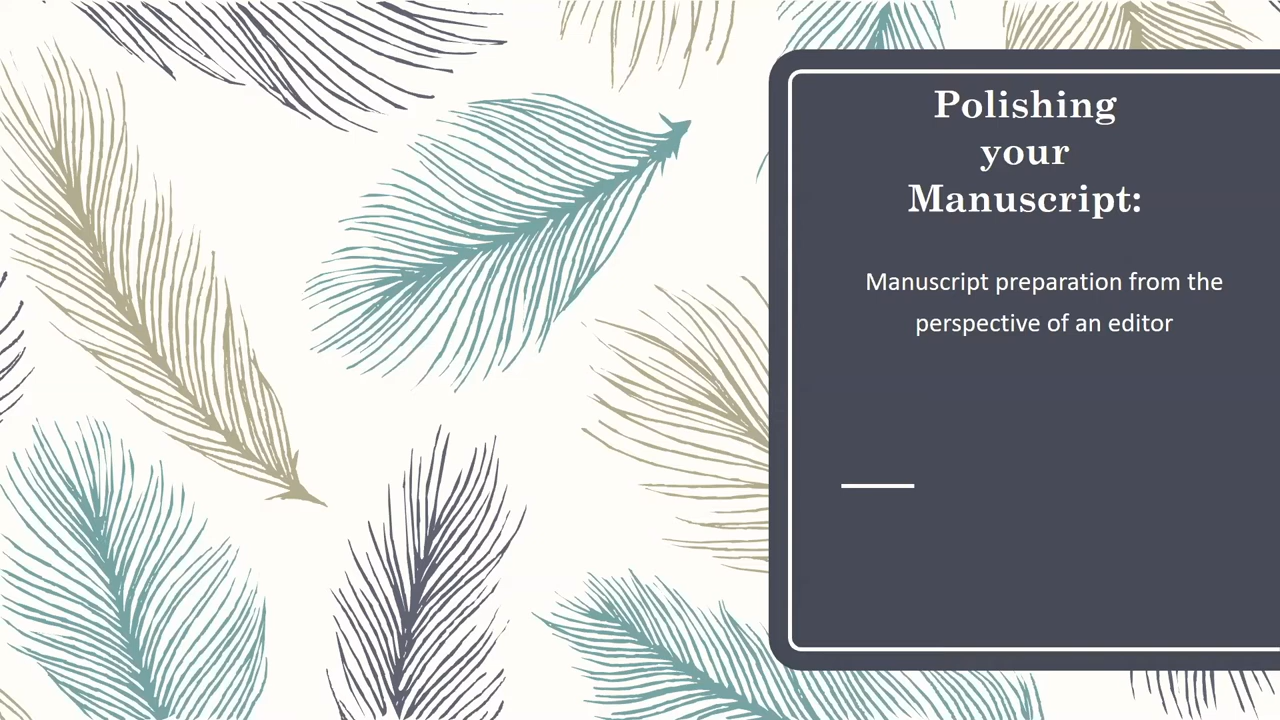 Polishing
your
Manuscript:
Manuscript preparation from the
perspective of an editor